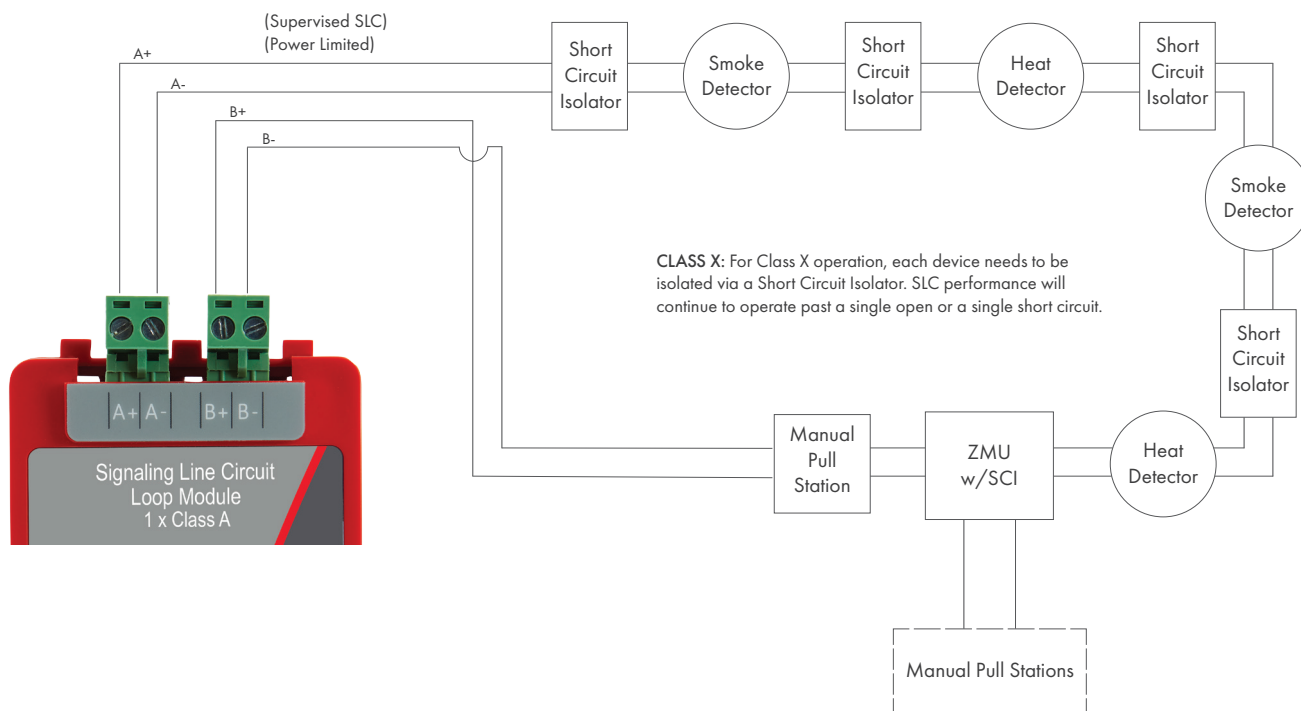 (Supervised SLC)
(Power Limited)
A+
A-
B+
B-
Short
Circuit
Isolator
Smoke
Detector
Short
Circuit
Isolator
Heat
Detector
Short
Circuit
Isolator
Smoke
Detector
CLASS X: For Class X operation, each device needs to be
isolated via a Short Circuit Isolator. SLC performance will
continue to operate past a single open or a single short circuit.
Short
Circuit
Isolator
A+ A- B+ B-
Signaling Line Circuit
Loop Module
1 x Class A
Manual
Pull
Station
ZMU
w/SCI
Heat
Detector
Manual Pull Stations